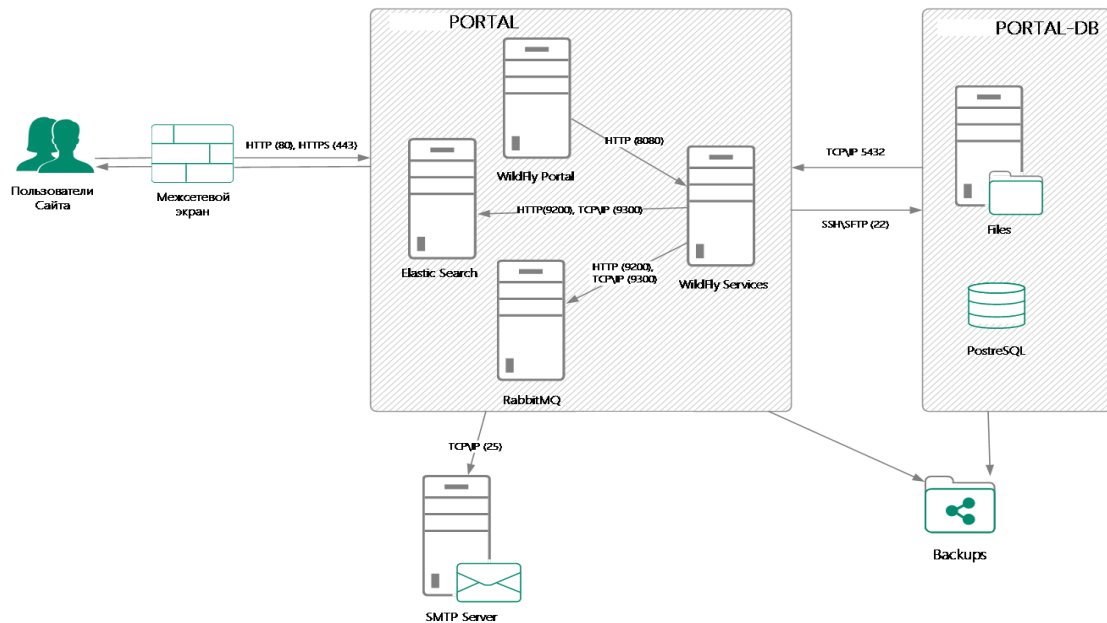 PORTAL
PORTAL-DB
WildFly Portal
HTTP (8080)
HTTP (80), HTTPS (443)
TCP\IP 5432
Пользователи
Сайта
Межсетевой
экран
HTTP(9200), TCP\IP (9300)
SSH\SFTP (22)
Files
Elastic Search
HTTP (9200),
TCP\IP (9300)
WildFly Services
PostreSQL
RabbitMQ
TCP\IP (25)
Backups
SMTP Server